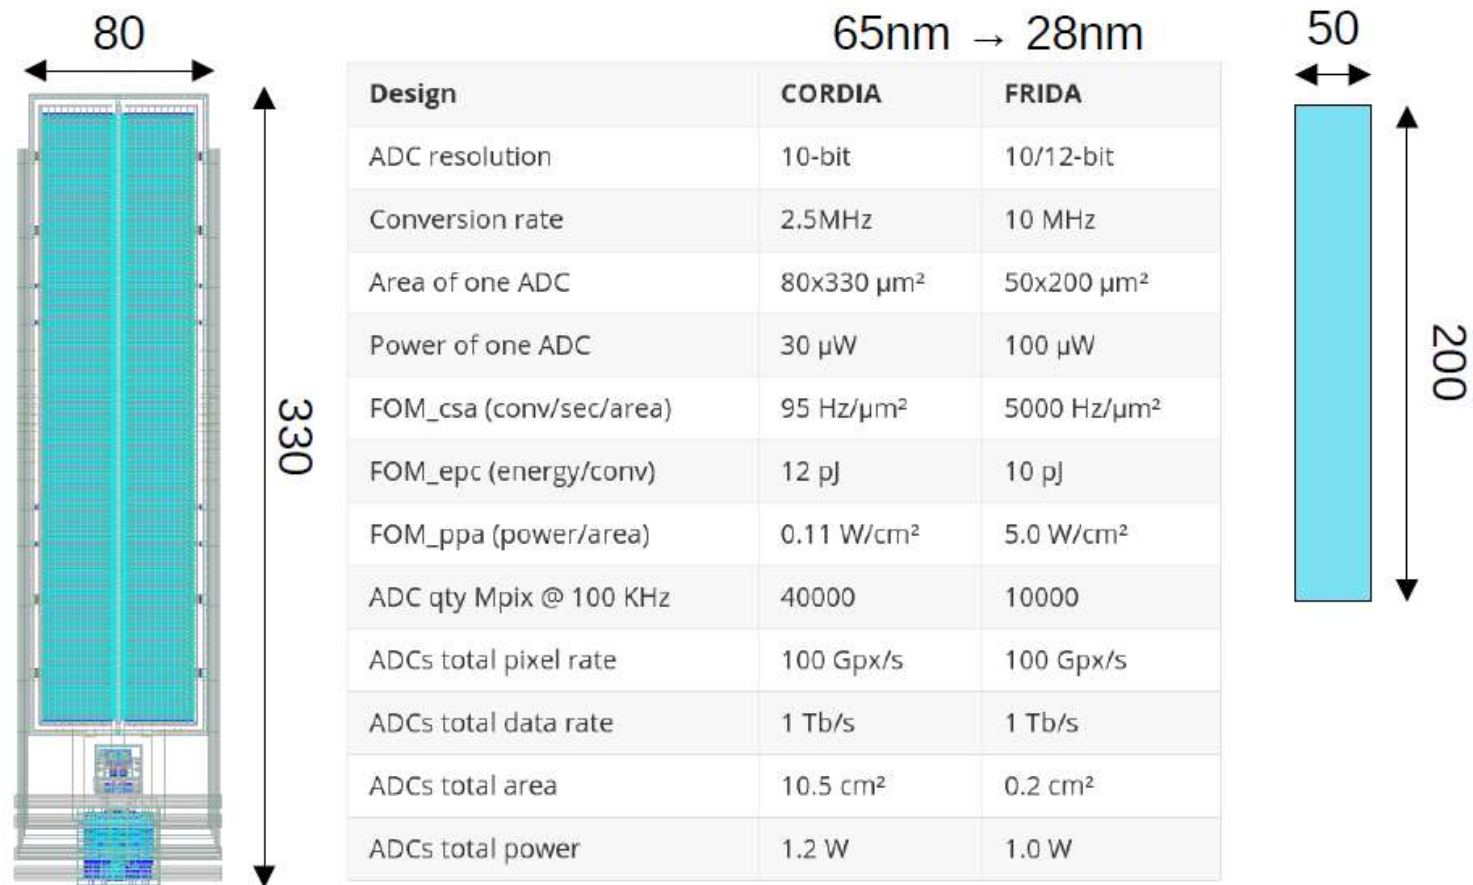 80
65nm → 28nm
50
330
200
Design CORDIA FRIDA
ADC resolution 10-bit 10/12-bit
Conversion rate 2.5MHz 10 MHz
Area of one ADC 80x330 μm² 50x200 μm²
Power of one ADC 30 μW 100 μW
FOM_csa (conv/sec/area) 95 Hz/μm² 5000 Hz/μm²
FOM_epc (energy/conv) 12 pJ 10 pJ
FOM_ppa (power/area) 0.11 W/cm² 5.0 W/cm²
ADC qty Mpix @ 100 KHz 40000 10000
ADCs total pixel rate 100 Gpx/s 100 Gpx/s
ADCs total data rate 1 Tb/s 1 Tb/s
ADCs total area 10.5 cm² 0.2 cm²
ADCs total power 1.2 W 1.0 W